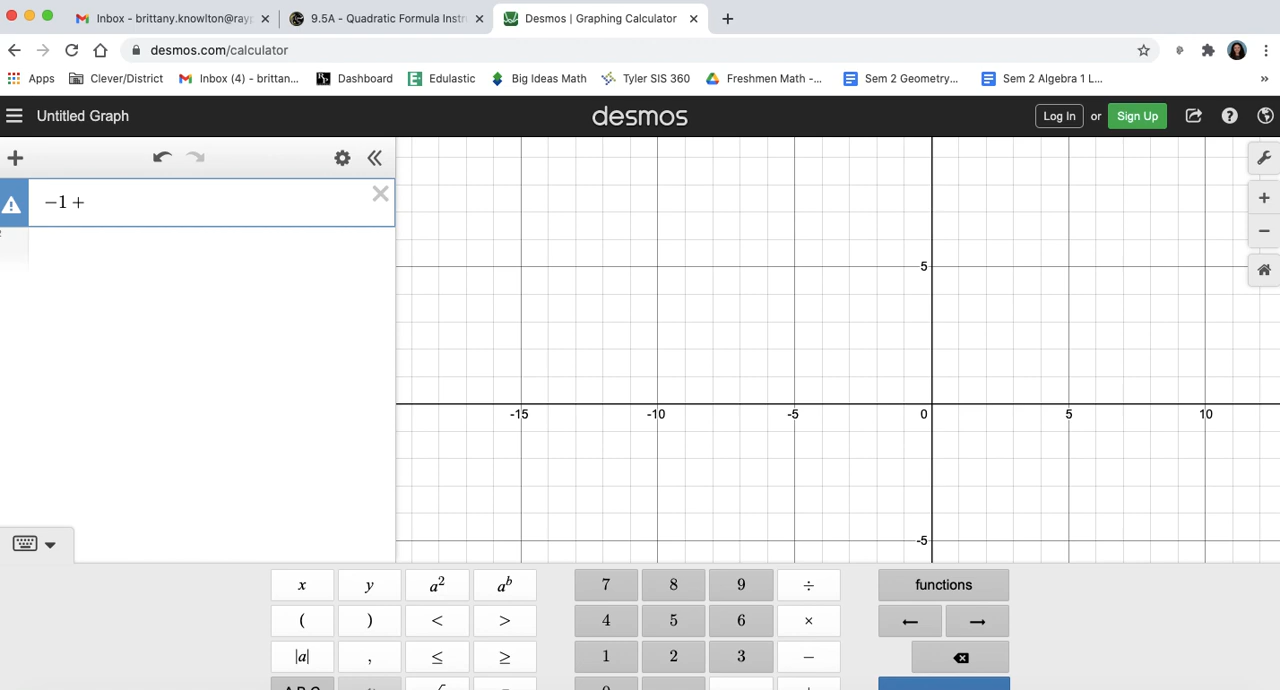 Inbox - brittany.knowlton@rayp
9.5A - Quadratic Formula Instr
Desmos | Graphing Calculator
desmos.com/calculator
Apps
Clever/District
Inbox (4) - brittan...
Dashboard
Edulastic
Big Ideas Math
Tyler SIS 360
Freshmen Math -...
Sem 2 Geometry...
Sem 2 Algebra 1 L...
»
Untitled Graph
desmos
Log In
or
Sign Up
−1 +
5
-15 -10 -5 0 5 10
-5
x y a² aᵇ 7 8 9 ÷ functions
( ) < > 4 5 6 × ← →
|a| , ≤ ≥ 1 2 3 −